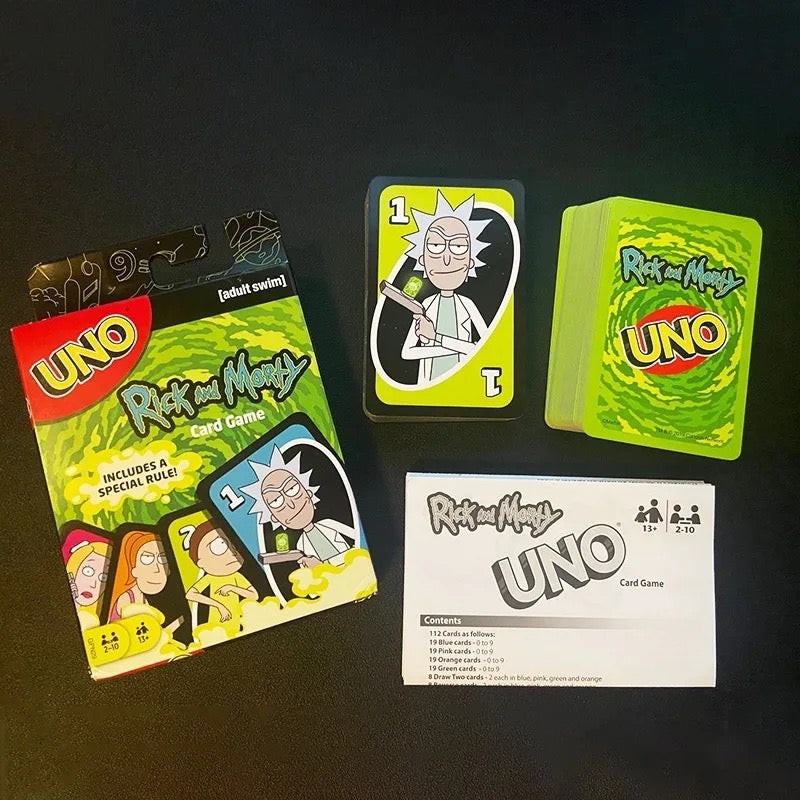 [adult swim]
UNO
Rick and Morty
Card Game
INCLUDES A
SPECIAL RULE!
1
2
2-10
13+
1
1
Rick and Morty
UNO
Rick and Morty
UNO
Card Game
13+
2-10
Contents
112 Cards as follows:
19 Blue cards - 0 to 9
19 Pink cards - 0 to 9
19 Orange cards - 0 to 9
19 Green cards - 0 to 9
8 Draw Two cards - 2 each in blue, pink, green and orange